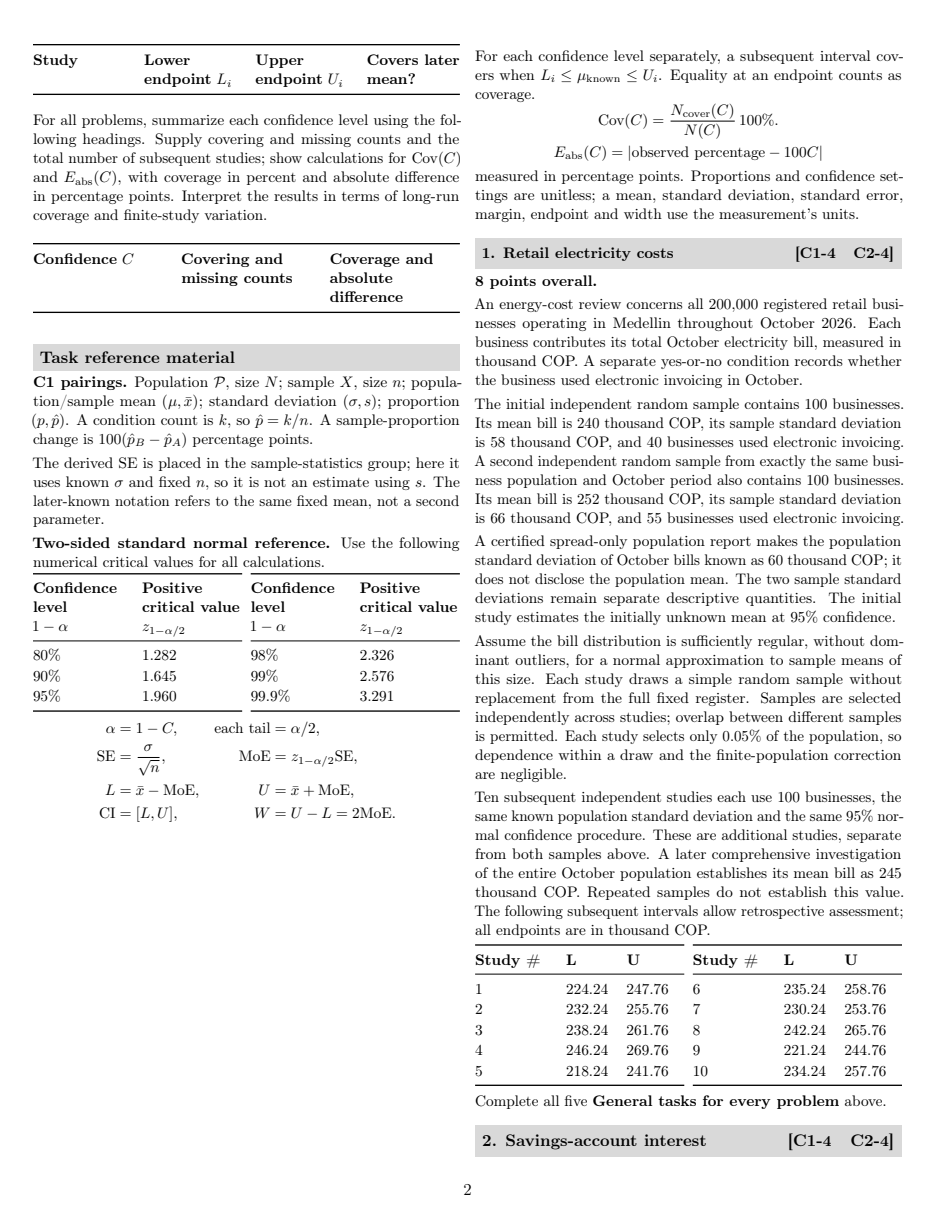 Study Lower Upper Covers later
endpoint Lᵢ endpoint Uᵢ mean?
For all problems, summarize each confidence level using the fol-
lowing headings. Supply covering and missing counts and the
total number of subsequent studies; show calculations for Cov(C)
and E_abs(C), with coverage in percent and absolute difference
in percentage points. Interpret the results in terms of long-run
coverage and finite-study variation.
Confidence C Covering and Coverage and
missing counts absolute
difference
Task reference material
C1 pairings. Population 𝒫, size N; sample X, size n; popula-
tion/sample mean (μ, x̄); standard deviation (σ, s); proportion
(p, p̂). A condition count is k, so p̂ = k/n. A sample-proportion
change is 100(p̂_B − p̂_A) percentage points.
The derived SE is placed in the sample-statistics group; here it
uses known σ and fixed n, so it is not an estimate using s. The
later-known notation refers to the same fixed mean, not a second
parameter.
Two-sided standard normal reference. Use the following
numerical critical values for all calculations.
Confidence Positive Confidence Positive
level critical value level critical value
1 − α z_{1−α/2} 1 − α z_{1−α/2}
80% 1.282 98% 2.326
90% 1.645 99% 2.576
95% 1.960 99.9% 3.291
α = 1 − C, each tail = α/2,
SE = σ/√n, MoE = z_{1−α/2}SE,
L = x̄ − MoE, U = x̄ + MoE,
CI = [L, U], W = U − L = 2MoE.
For each confidence level separately, a subsequent interval cov-
ers when Lᵢ ≤ μ_known ≤ Uᵢ. Equality at an endpoint counts as
coverage.
Cov(C) = N_cover(C)/N(C) 100%.
E_abs(C) = |observed percentage − 100C|
measured in percentage points. Proportions and confidence set-
tings are unitless; a mean, standard deviation, standard error,
margin, endpoint and width use the measurement's units.
1. Retail electricity costs [C1-4 C2-4]
8 points overall.
An energy-cost review concerns all 200,000 registered retail busi-
nesses operating in Medellin throughout October 2026. Each
business contributes its total October electricity bill, measured in
thousand COP. A separate yes-or-no condition records whether
the business used electronic invoicing in October.
The initial independent random sample contains 100 businesses.
Its mean bill is 240 thousand COP, its sample standard deviation
is 58 thousand COP, and 40 businesses used electronic invoicing.
A second independent random sample from exactly the same busi-
ness population and October period also contains 100 businesses.
Its mean bill is 252 thousand COP, its sample standard deviation
is 66 thousand COP, and 55 businesses used electronic invoicing.
A certified spread-only population report makes the population
standard deviation of October bills known as 60 thousand COP; it
does not disclose the population mean. The two sample standard
deviations remain separate descriptive quantities. The initial
study estimates the initially unknown mean at 95% confidence.
Assume the bill distribution is sufficiently regular, without dom-
inant outliers, for a normal approximation to sample means of
this size. Each study draws a simple random sample without
replacement from the full fixed register. Samples are selected
independently across studies; overlap between different samples
is permitted. Each study selects only 0.05% of the population, so
dependence within a draw and the finite-population correction
are negligible.
Ten subsequent independent studies each use 100 businesses, the
same known population standard deviation and the same 95% nor-
mal confidence procedure. These are additional studies, separate
from both samples above. A later comprehensive investigation
of the entire October population establishes its mean bill as 245
thousand COP. Repeated samples do not establish this value.
The following subsequent intervals allow retrospective assessment;
all endpoints are in thousand COP.
Study # L U Study # L U
1 224.24 247.76 6 235.24 258.76
2 232.24 255.76 7 230.24 253.76
3 238.24 261.76 8 242.24 265.76
4 246.24 269.76 9 221.24 244.76
5 218.24 241.76 10 234.24 257.76
Complete all five General tasks for every problem above.
2. Savings-account interest [C1-4 C2-4]
2